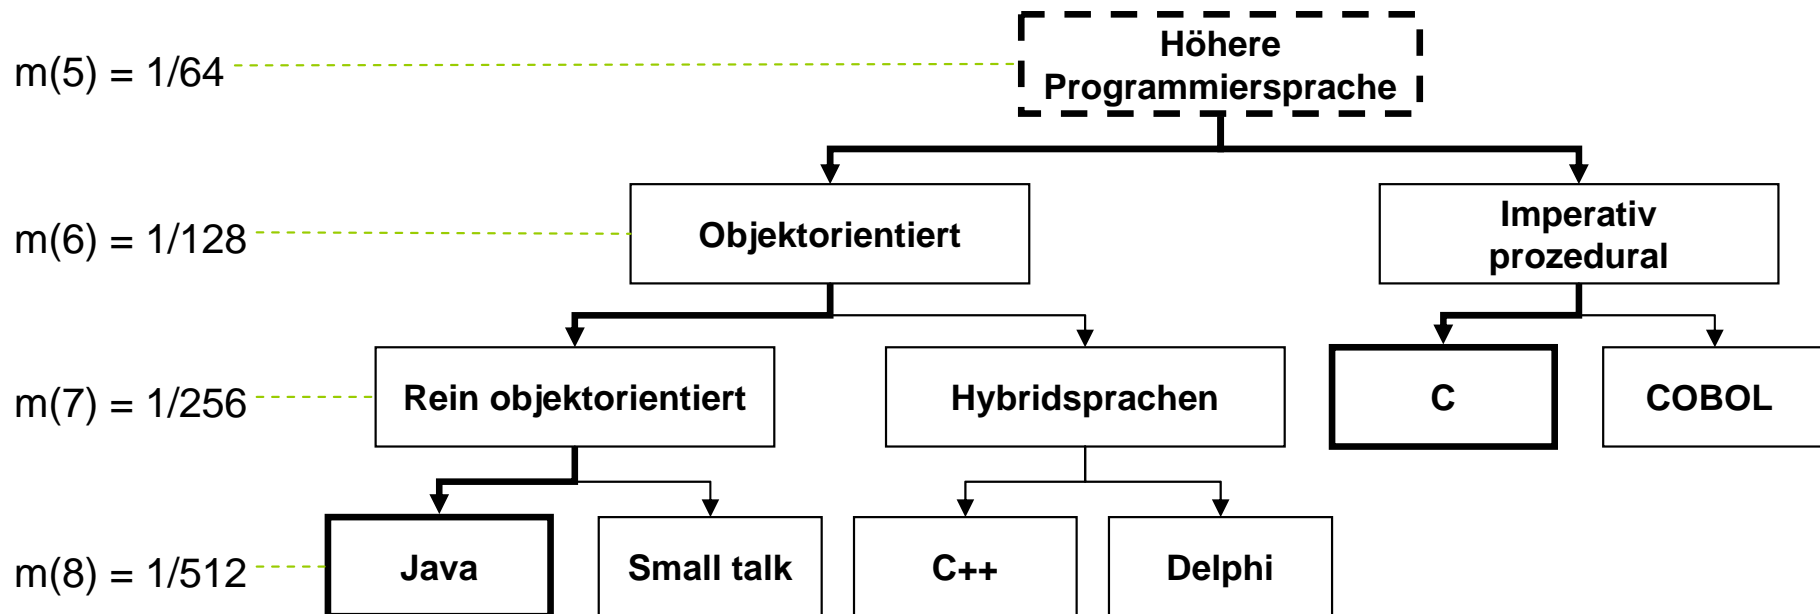 Höhere
Programmiersprache
m(5) = 1/64
m(6) = 1/128
Objektorientiert
Imperativ
prozedural
m(7) = 1/256
Rein objektorientiert
Hybridsprachen
C
COBOL
m(8) = 1/512
Java
Small talk
C++
Delphi